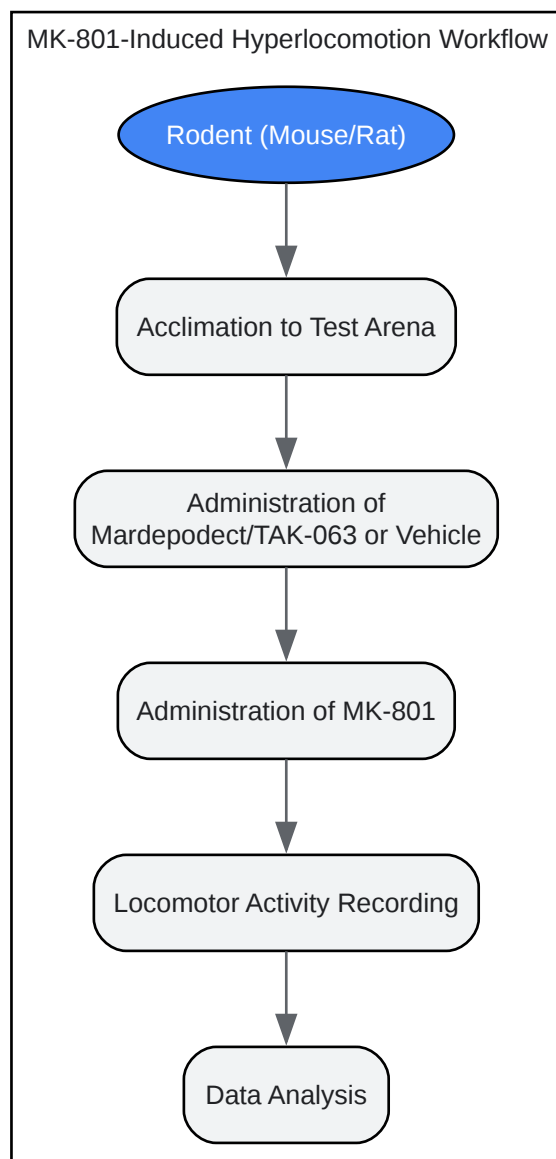 MK-801-Induced Hyperlocomotion Workflow
Rodent (Mouse/Rat)
Acclimation to Test Arena
Administration of
Mardepodect/TAK-063 or Vehicle
Administration of MK-801
Locomotor Activity Recording
Data Analysis